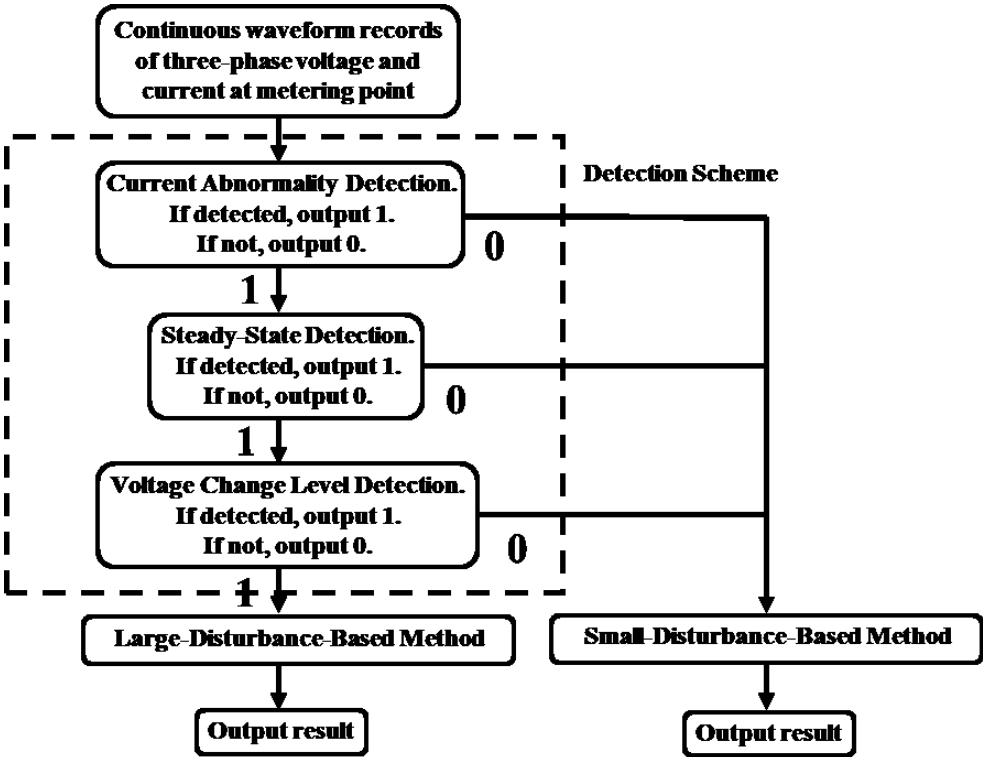 Continuous waveform records
of three-phase voltage and
current at metering point
Detection Scheme
Current Abnormality Detection.
If detected, output 1.
If not, output 0.
0
1
Steady-State Detection.
If detected, output 1.
If not, output 0.
0
1
Voltage Change Level Detection.
If detected, output 1.
If not, output 0.
0
1
Large-Disturbance-Based Method
Small-Disturbance-Based Method
Output result
Output result